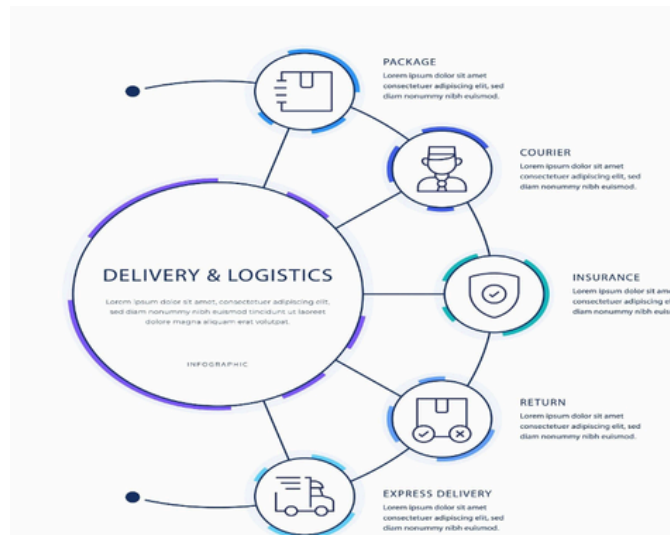 PACKAGE
Lorem ipsum dolor sit amet
consectetuer adipiscing elit, sed
diam nonummy nibh euismod.
COURIER
Lorem ipsum dolor sit amet
consectetuer adipiscing elit, sed
diam nonummy nibh euismod.
DELIVERY & LOGISTICS
Lorem ipsum dolor sit amet, consectetuer adipiscing elit,
sed diam nonummy nibh euismod tincidunt ut laoreet
dolore magna aliquam erat volutpat.
INFOGRAPHIC
INSURANCE
Lorem ipsum dolor sit
consectetuer adipiscing
diam nonummy nibh
RETURN
Lorem ipsum dolor sit amet
consectetuer adipiscing elit, sed
diam nonummy nibh euismod.
EXPRESS DELIVERY
Lorem ipsum dolor sit amet
consectetuer adipiscing elit, sed
diam nonummy nibh euismod.